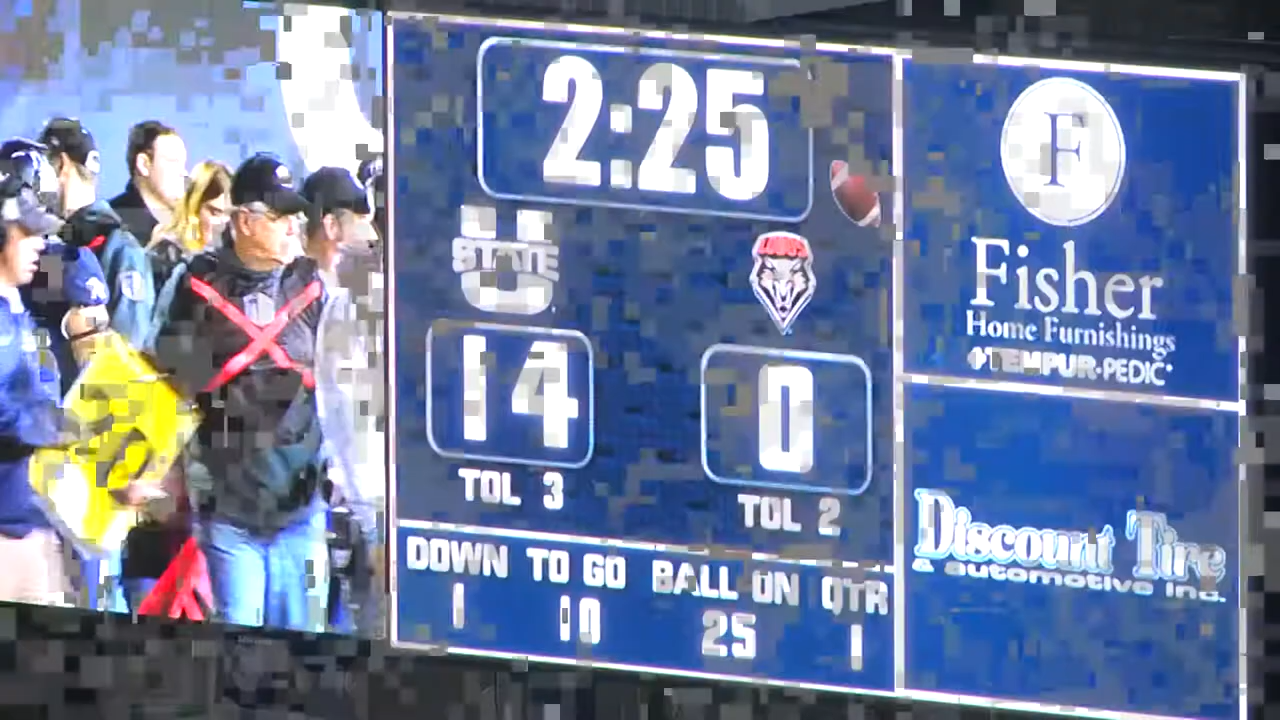 2:25
STATE
LOBOS
14
0
TOL 3
TOL 2
DOWN TO GO BALL ON QTR
1 10 25 1
F
Fisher
Home Furnishings
TEMPUR-PEDIC
Discount Tire
& automotive inc.